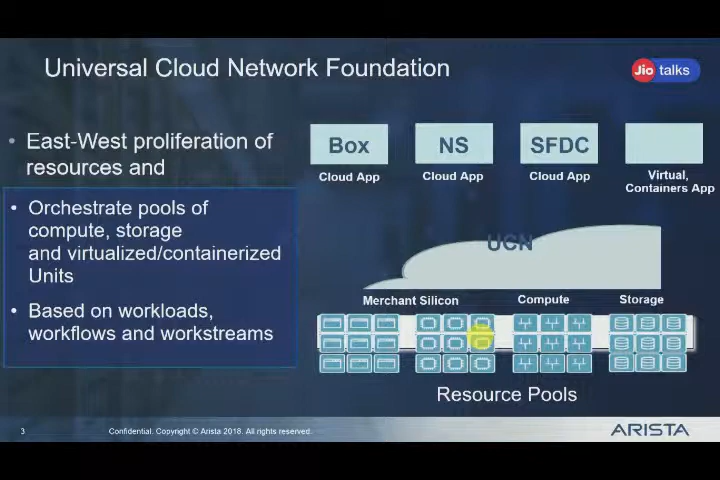 Universal Cloud Network Foundation
Jio talks
• East-West proliferation of
resources and
• Orchestrate pools of
compute, storage
and virtualized/containerized
Units
• Based on workloads,
workflows and workstreams
Box
Cloud App
NS
Cloud App
SFDC
Cloud App
Virtual,
Containers App
UCN
Merchant Silicon
Compute
Storage
Resource Pools
3
Confidential. Copyright © Arista 2018. All rights reserved.
ARISTA